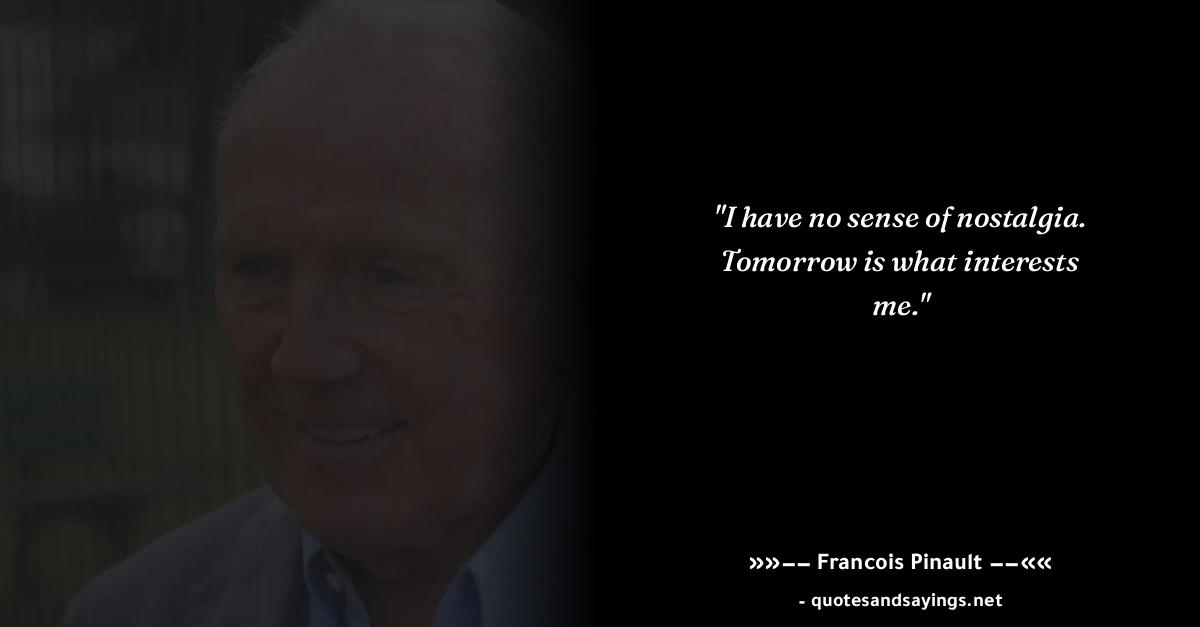 "I have no sense of nostalgia.
Tomorrow is what interests
me."
»»—— Francois Pinault ——««
- quotesandsayings.net